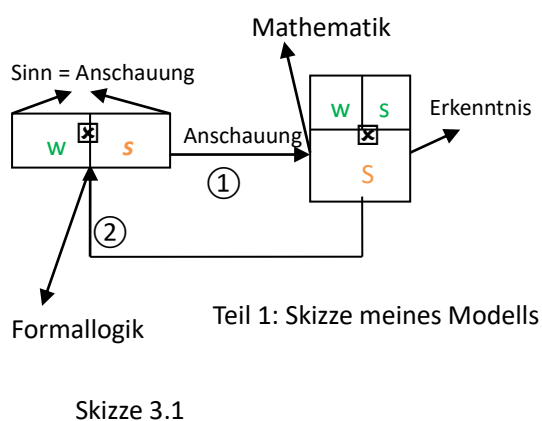 Mathematik
Sinn = Anschauung
w s
x
Anschauung
①
w s
x
S
Erkenntnis
②
Formallogik
Teil 1: Skizze meines Modells
Skizze 3.1